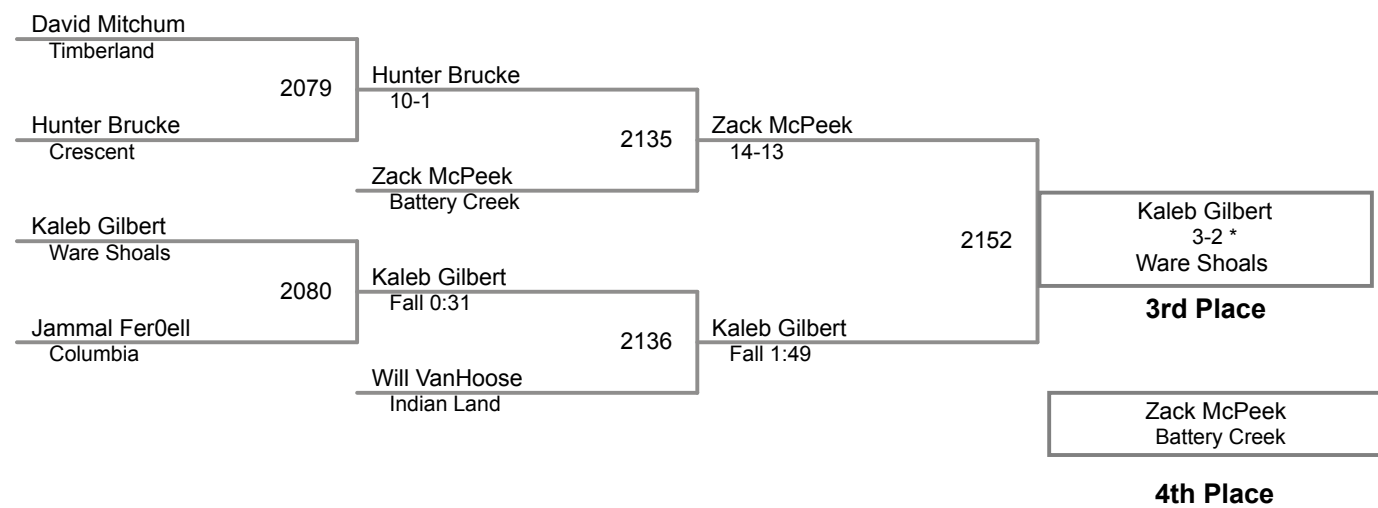 David Mitchum
Timberland
2079
Hunter Brucke
10-1
Hunter Brucke
Crescent
2135
Zack McPeek
14-13
Zack McPeek
Battery Creek
Kaleb Gilbert
Ware Shoals
2152
Kaleb Gilbert
3-2 *
Ware Shoals
3rd Place
2080
Kaleb Gilbert
Fall 0:31
Jammal Fer0ell
Columbia
2136
Kaleb Gilbert
Fall 1:49
Will VanHoose
Indian Land
Zack McPeek
Battery Creek
4th Place